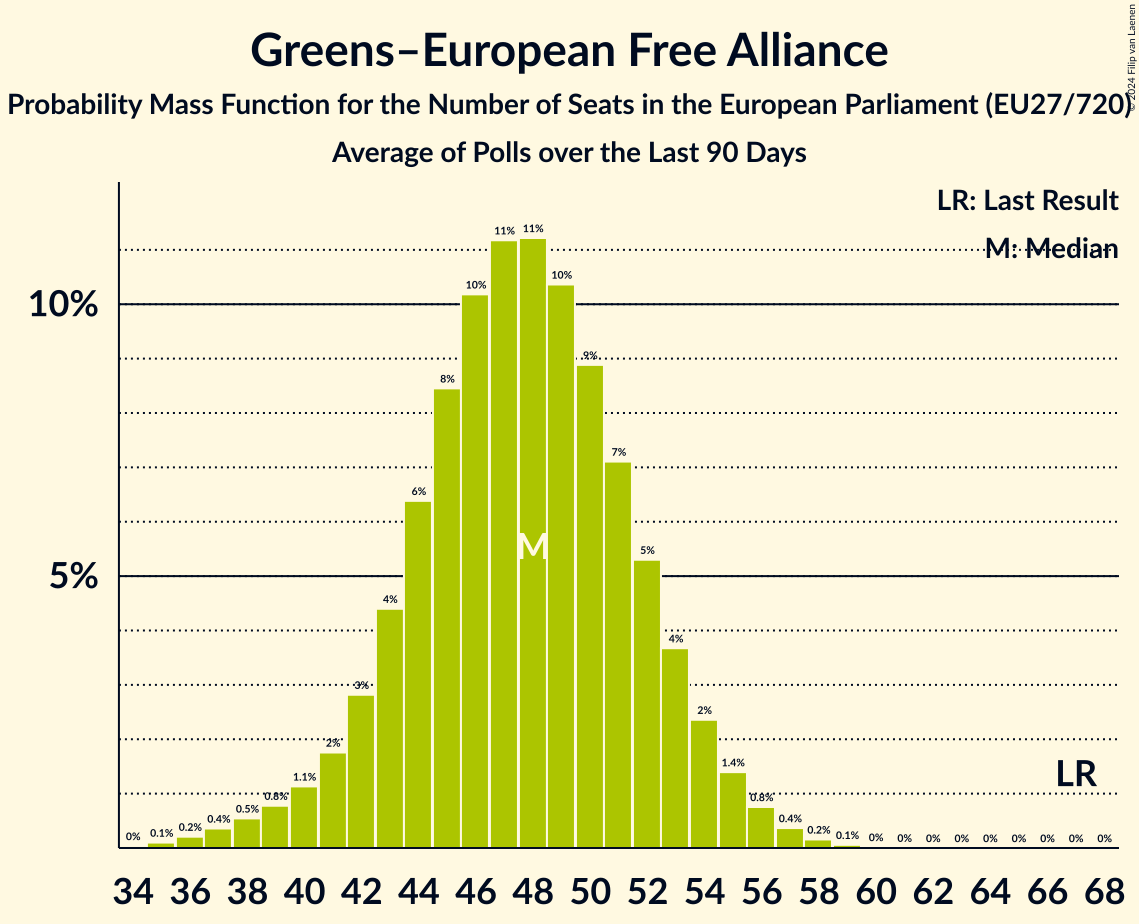 Greens–European Free Alliance
Probability Mass Function for the Number of Seats in the European Parliament (EU27/720)
Average of Polls over the Last 90 Days
© 2024 Filip van Laenen
LR: Last Result
M: Median
10%
5%
0% 0.1% 0.2% 0.4% 0.5% 0.8% 1.1% 2% 3% 4% 6% 8% 10% 11% 11% 10% 9% 7% 5% 4% 2% 1.4% 0.8% 0.4% 0.2% 0.1% 0% 0% 0% 0% 0% 0% 0% 0% 0%
M
LR
34 36 38 40 42 44 46 48 50 52 54 56 58 60 62 64 66 68